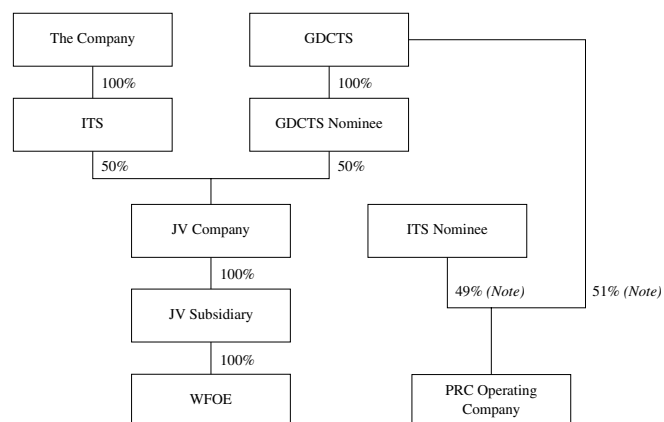 The Company
GDCTS
100%
100%
ITS
GDCTS Nominee
50%
50%
JV Company
ITS Nominee
100%
49% (Note)
51% (Note)
JV Subsidiary
100%
WFOE
PRC Operating
Company